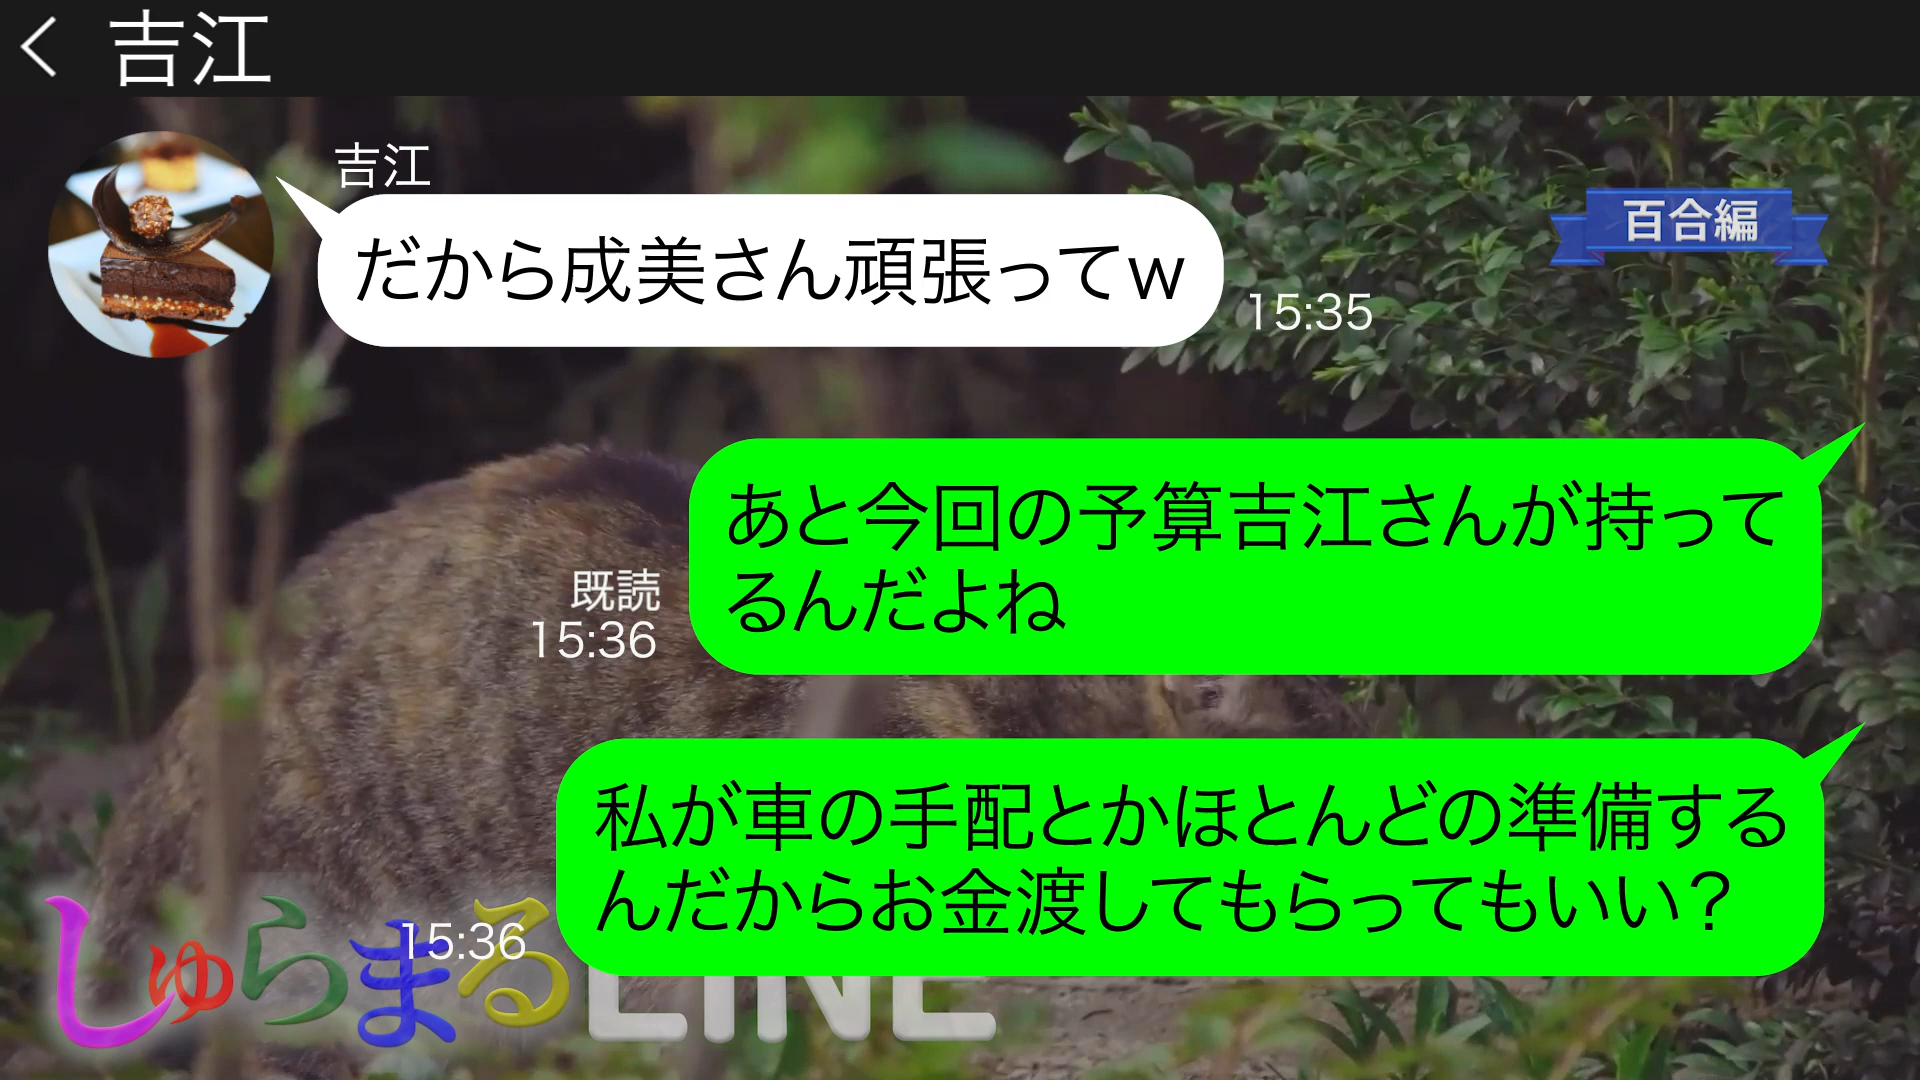 吉江
吉江
だから成美さん頑張ってw
15:35
百合編
あと今回の予算吉江さんが持って
るんだよね
既読
15:36
私が車の手配とかほとんどの準備する
んだからお金渡してもらってもいい？
15:36
しゅらまるLINE